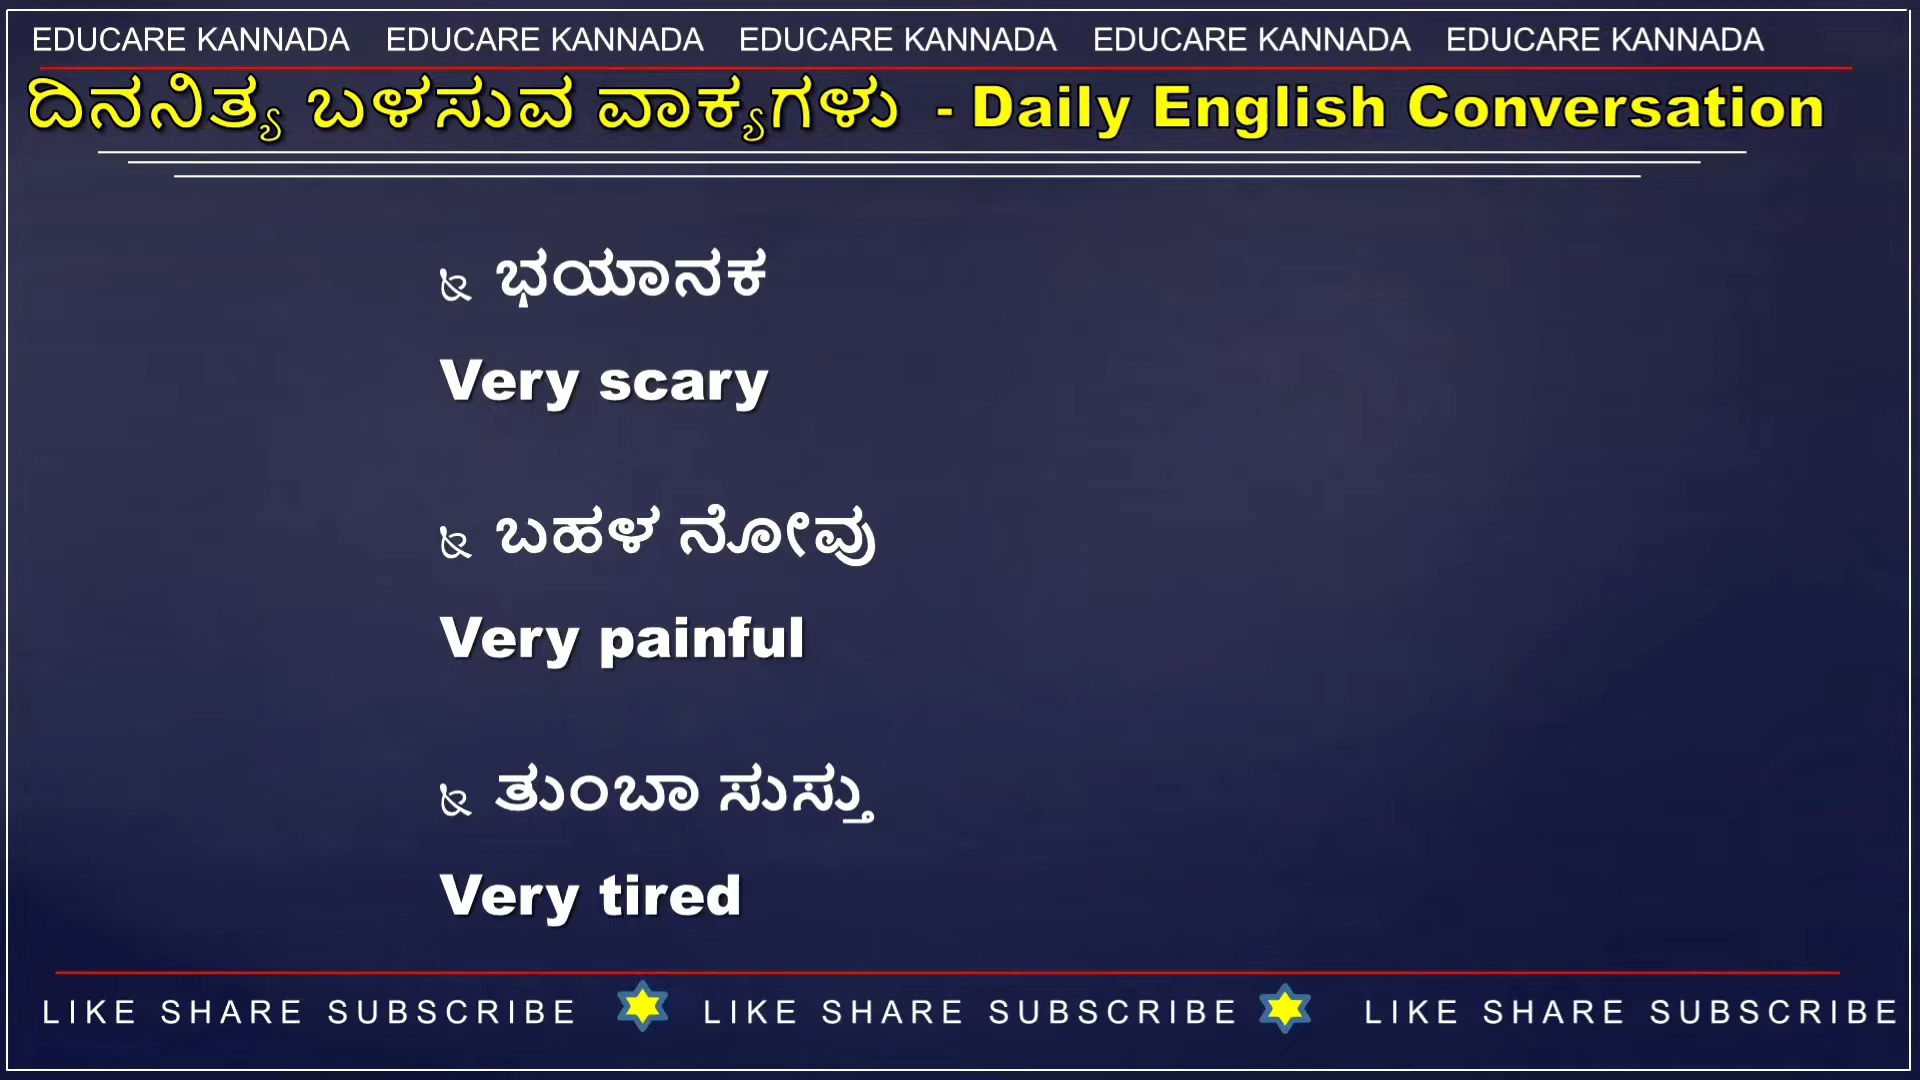 EDUCARE KANNADA EDUCARE KANNADA EDUCARE KANNADA EDUCARE KANNADA EDUCARE KANNADA
ದಿನನಿತ್ಯ ಬಳಸುವ ವಾಕ್ಯಗಳು - Daily English Conversation
ಭಯಾನಕ
Very scary
ಬಹಳ ನೋವು
Very painful
ತುಂಬಾ ಸುಸ್ತು
Very tired
LIKE SHARE SUBSCRIBE LIKE SHARE SUBSCRIBE LIKE SHARE SUBSCRIBE